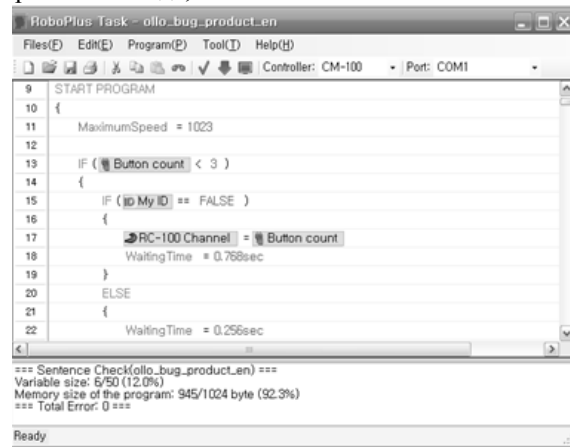 RoboPlus Task - ollo_bug_product_en
Files(F) Edit(E) Program(P) Tool(T) Help(H)
Controller: CM-100 Port: COM1
9 START PROGRAM
10 {
11 MaximumSpeed = 1023
12
13 IF ( Button count < 3 )
14 {
15 IF ( ID My ID == FALSE )
16 {
17 RC-100 Channel = Button count
18 WaitingTime = 0.768sec
19 }
20 ELSE
21 {
22 WaitingTime = 0.256sec
=== Sentence Check(ollo_bug_product_en) ===
Variable size: 6/50 (12.0%)
Memory size of the program: 945/1024 byte (92.3%)
=== Total Error: 0 ===
Ready